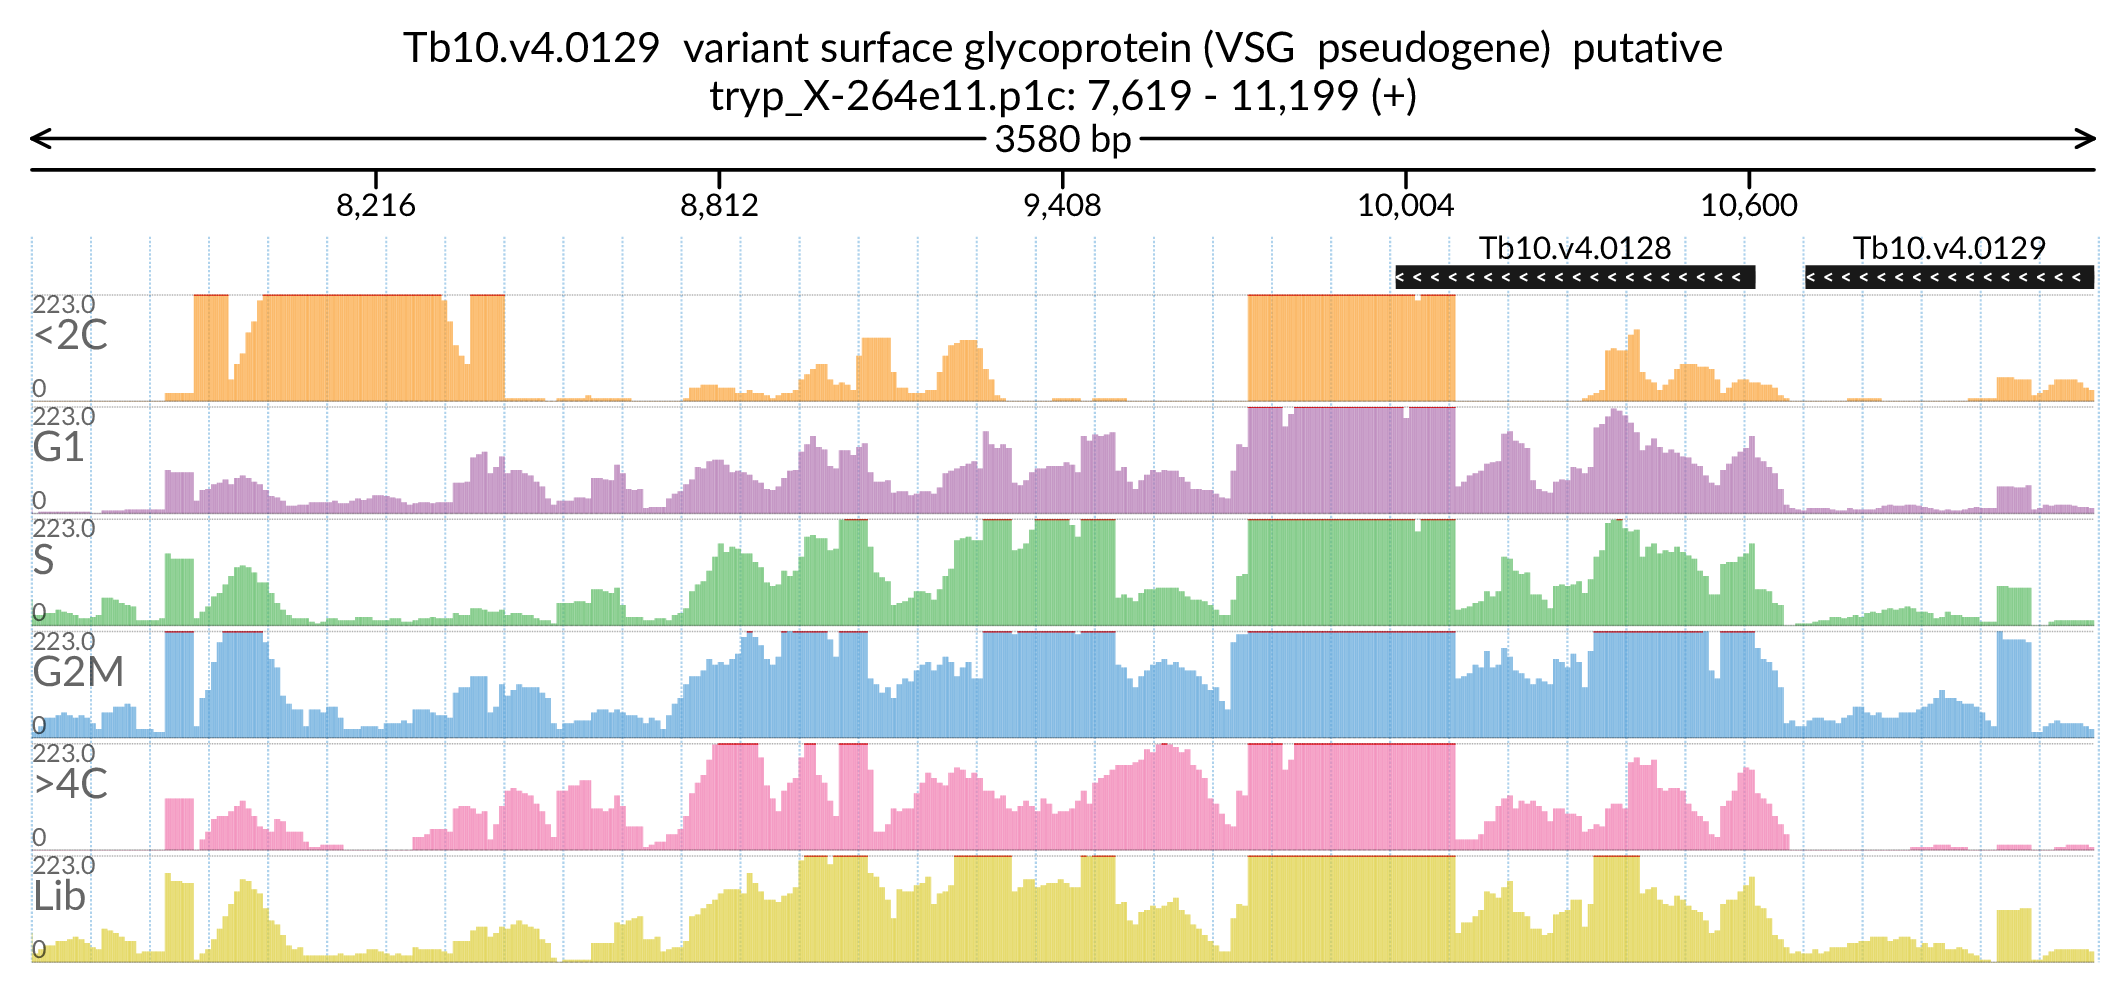 Tb10.v4.0129 variant surface glycoprotein (VSG pseudogene) putative
tryp_X-264e11.p1c: 7,619 - 11,199 (+)
3580 bp
8,216 8,812 9,408 10,004 10,600
Tb10.v4.0128 Tb10.v4.0129
223.0
<2C
0
223.0
G1
0
223.0
S
0
223.0
G2M
0
223.0
>4C
0
223.0
Lib
0